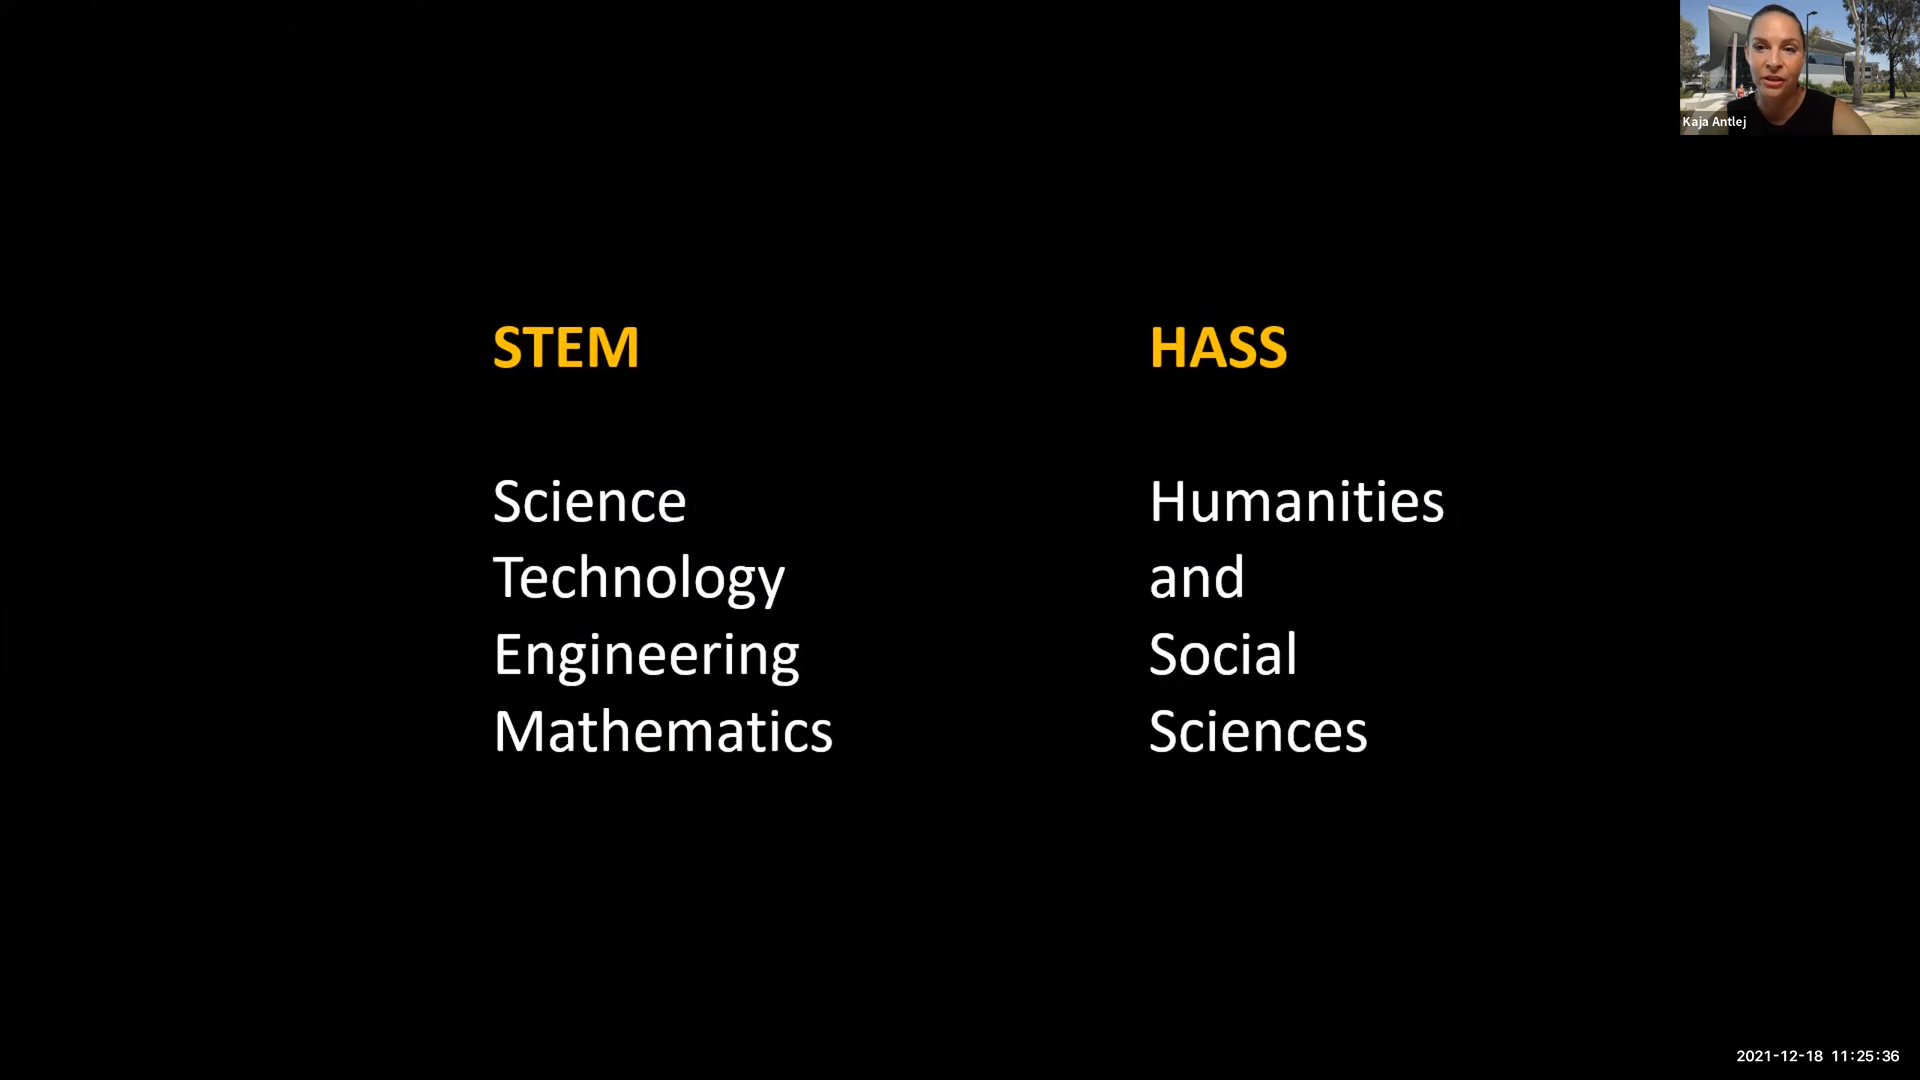 Kaja Antlej
STEM
Science
Technology
Engineering
Mathematics
HASS
Humanities
and
Social
Sciences
2021-12-18 11:25:36